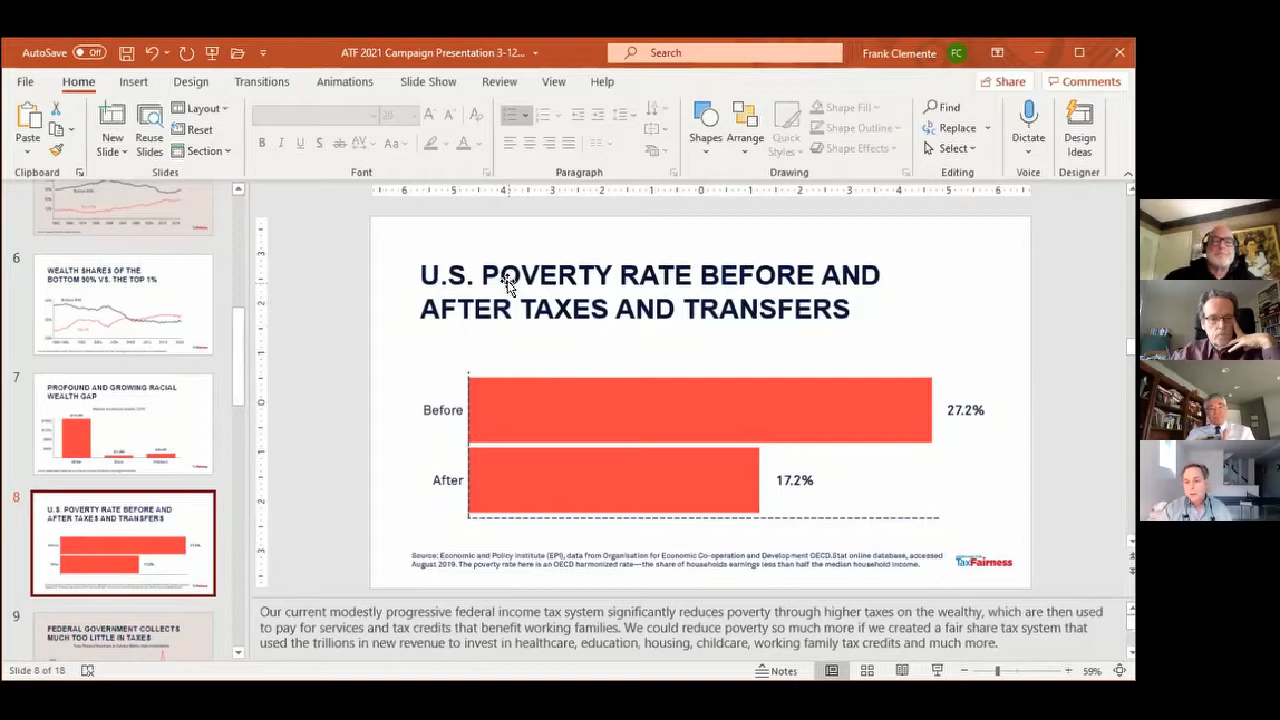 AutoSave Off
ATF 2021 Campaign Presentation 3-12...
Search
Frank Clemente FC
File Home Insert Design Transitions Animations Slide Show Review View Help
Share Comments
Paste
New Slide
Reuse Slides
Layout
Reset
Section
20
B I U S ab AV Aa A
Shapes Arrange Quick Styles
Shape Fill
Shape Outline
Shape Effects
Find
Replace
Select
Dictate
Design Ideas
Clipboard Slides Font Paragraph Drawing Editing Voice Designer
6
WEALTH SHARES OF THE
BOTTOM 90% VS. THE TOP 1%
7
PROFOUND AND GROWING RACIAL
WEALTH GAP
8
U.S. POVERTY RATE BEFORE AND
AFTER TAXES AND TRANSFERS
9
FEDERAL GOVERNMENT COLLECTS
MUCH TOO LITTLE IN TAXES
U.S. POVERTY RATE BEFORE AND
AFTER TAXES AND TRANSFERS
Before 27.2%
After 17.2%
Source: Economic and Policy Institute (EPI), data from Organisation for Economic Co-operation and Development OECD.Stat online database, accessed
August 2019. The poverty rate here is an OECD harmonized rate—the share of households earning less than half the median household income.
TaxFairness
Our current modestly progressive federal income tax system significantly reduces poverty through higher taxes on the wealthy, which are then used
to pay for services and tax credits that benefit working families. We could reduce poverty so much more if we created a fair share tax system that
used the trillions in new revenue to invest in healthcare, education, housing, childcare, working family tax credits and much more.
Slide 8 of 18
Notes
59%